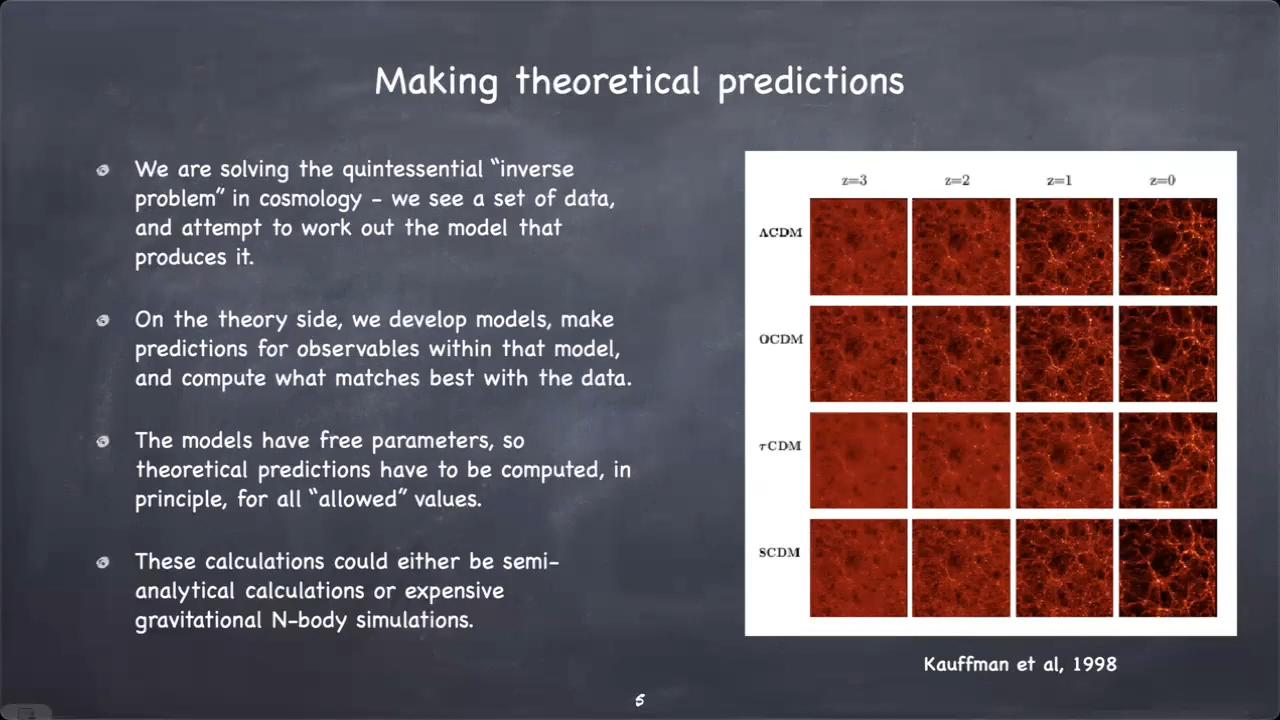 Making theoretical predictions
We are solving the quintessential “inverse
problem” in cosmology - we see a set of data,
and attempt to work out the model that
produces it.
On the theory side, we develop models, make
predictions for observables within that model,
and compute what matches best with the data.
The models have free parameters, so
theoretical predictions have to be computed, in
principle, for all “allowed” values.
These calculations could either be semi-
analytical calculations or expensive
gravitational N-body simulations.
z=3 z=2 z=1 z=0
ΛCDM
OCDM
τCDM
SCDM
Kauffman et al, 1998
5